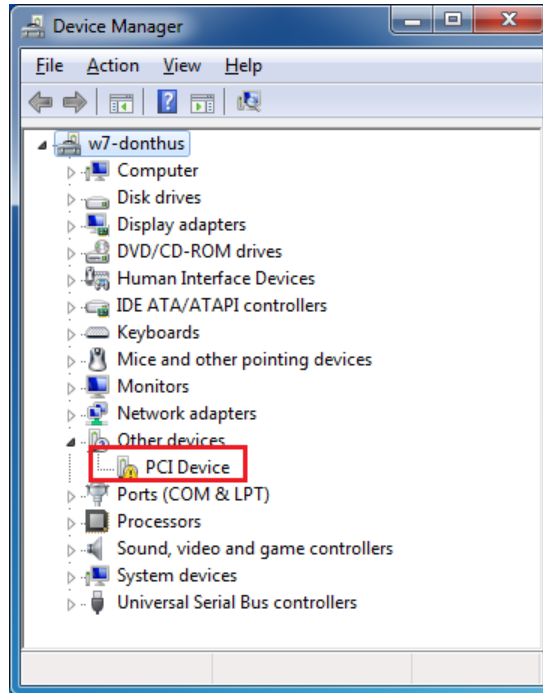 Device Manager
File Action View Help
w7-donthus
Computer
Disk drives
Display adapters
DVD/CD-ROM drives
Human Interface Devices
IDE ATA/ATAPI controllers
Keyboards
Mice and other pointing devices
Monitors
Network adapters
Other devices
PCI Device
Ports (COM & LPT)
Processors
Sound, video and game controllers
System devices
Universal Serial Bus controllers